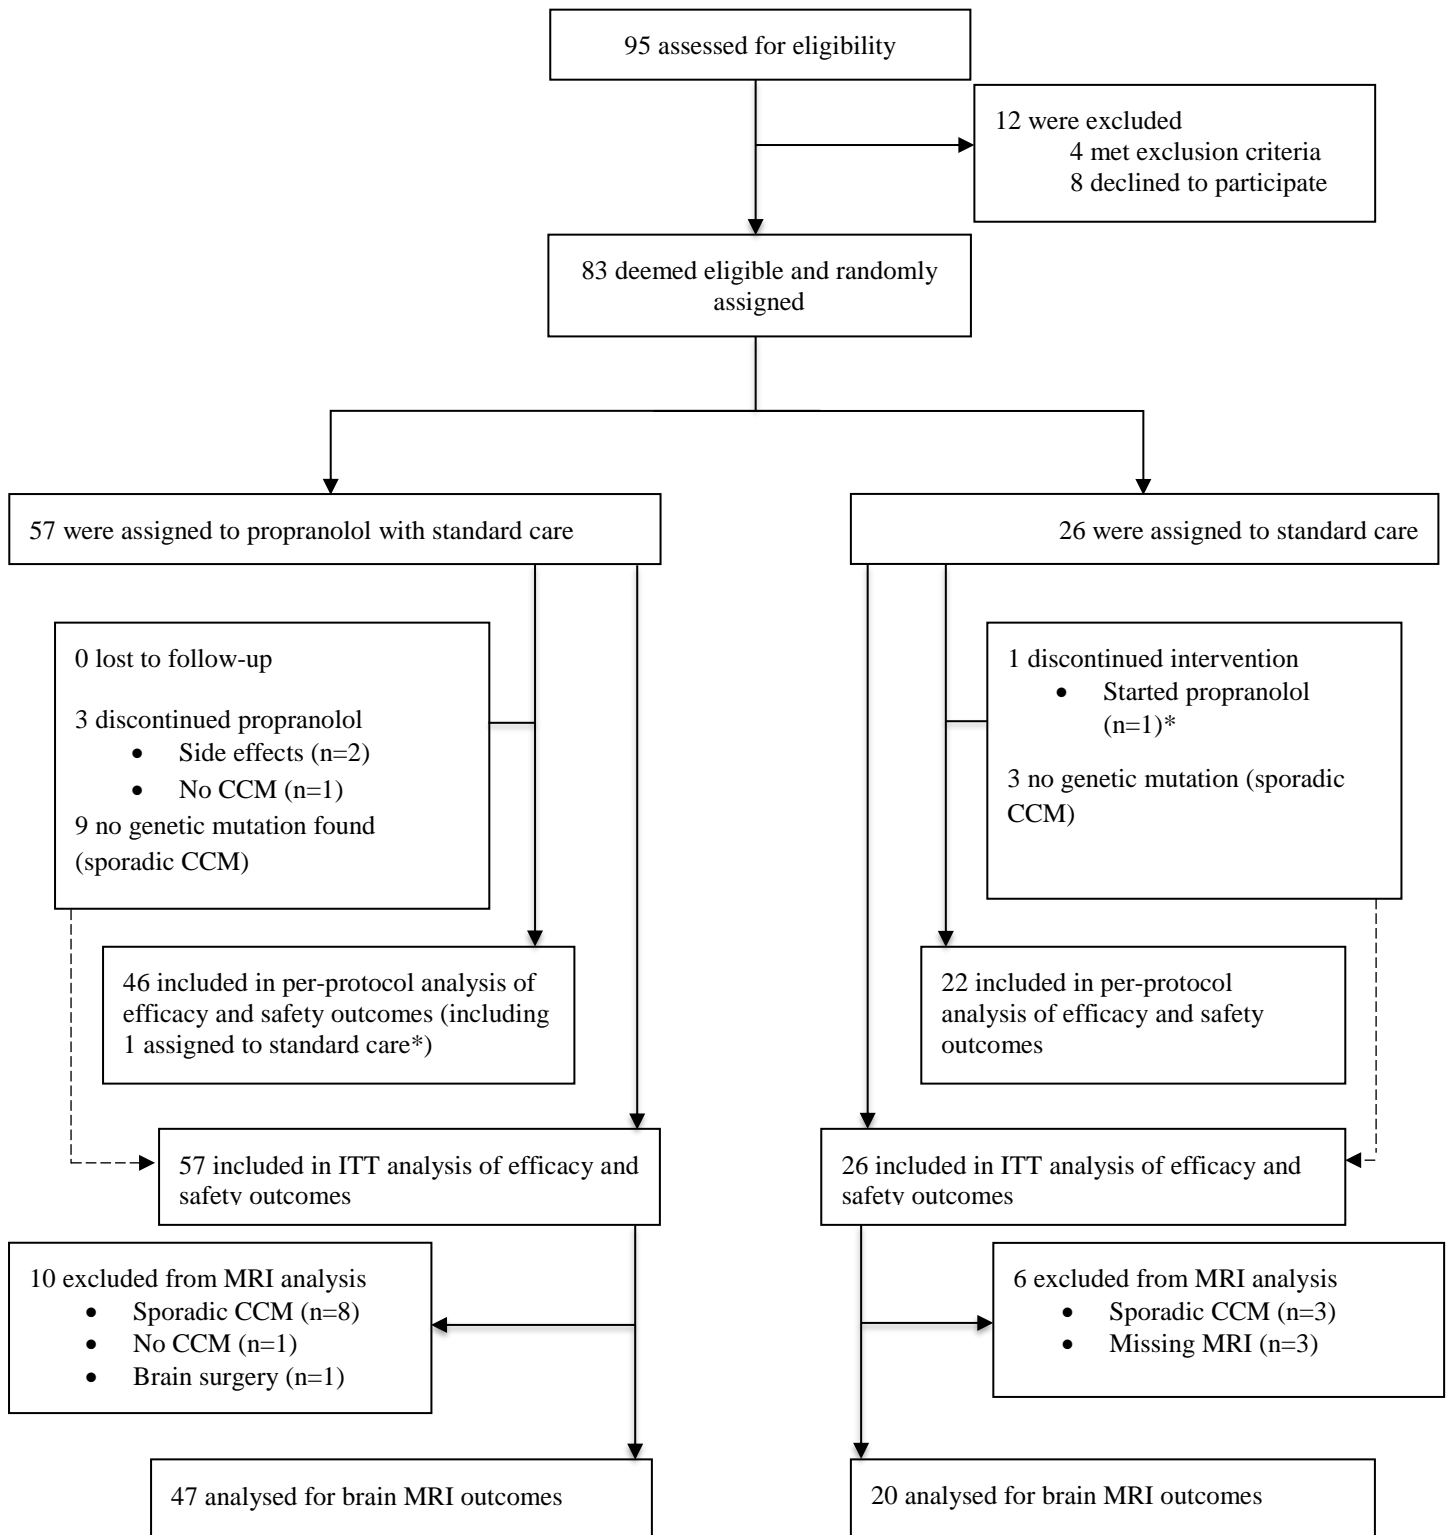 95 assessed for eligibility
12 were excluded
4 met exclusion criteria
8 declined to participate
83 deemed eligible and randomly
assigned
57 were assigned to propranolol with standard care
26 were assigned to standard care
0 lost to follow-up
3 discontinued propranolol
• Side effects (n=2)
• No CCM (n=1)
9 no genetic mutation found
(sporadic CCM)
1 discontinued intervention
• Started propranolol
(n=1)*
3 no genetic mutation (sporadic
CCM)
46 included in per-protocol analysis of
efficacy and safety outcomes (including
1 assigned to standard care*)
22 included in per-protocol
analysis of efficacy and safety
outcomes
57 included in ITT analysis of efficacy and
safety outcomes
26 included in ITT analysis of efficacy and
safety outcomes
10 excluded from MRI analysis
• Sporadic CCM (n=8)
• No CCM (n=1)
• Brain surgery (n=1)
6 excluded from MRI analysis
• Sporadic CCM (n=3)
• Missing MRI (n=3)
47 analysed for brain MRI outcomes
20 analysed for brain MRI outcomes